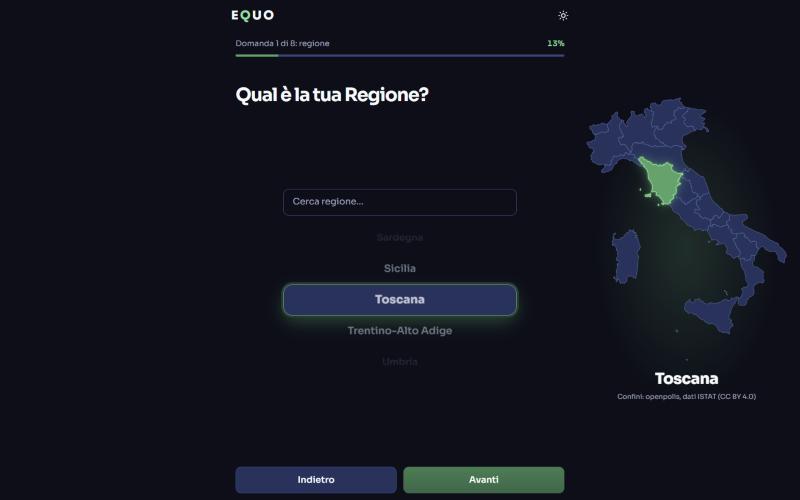 EQUO
Domanda 1 di 8: regione
13%
Qual è la tua Regione?
Cerca regione...
Sardegna
Sicilia
Toscana
Trentino-Alto Adige
Umbria
Toscana
Confini: openpolis, dati ISTAT (CC BY 4.0)
Indietro
Avanti